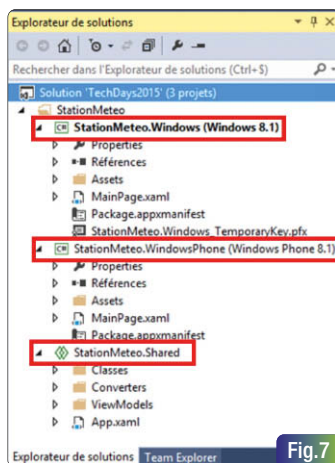 Explorateur de solutions
Rechercher dans l'Explorateur de solutions (Ctrl+$)
Solution 'TechDays2015' (3 projets)
StationMeteo
StationMeteo.Windows (Windows 8.1)
Properties
Références
Assets
MainPage.xaml
Package.appxmanifest
StationMeteo.Windows_TemporaryKey.pfx
StationMeteo.WindowsPhone (Windows Phone 8.1)
Properties
Références
Assets
MainPage.xaml
Package.appxmanifest
StationMeteo.Shared
Classes
Converters
ViewModels
App.xaml
Explorateur de solutions Team Explorer
Fig.7